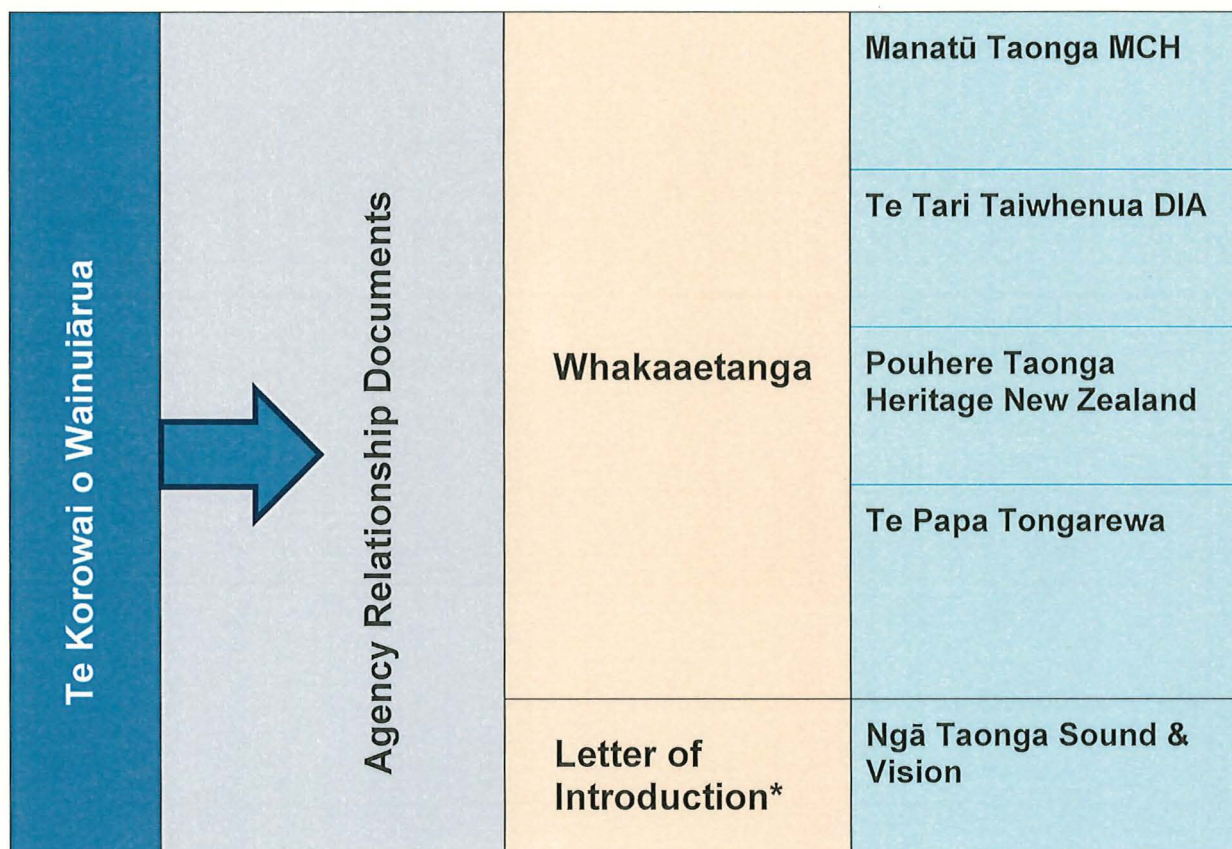 Te Korowai o Wainuiārua
Agency Relationship Documents
Whakaaetanga
Manatū Taonga MCH
Te Tari Taiwhenua DIA
Pouhere Taonga
Heritage New Zealand
Te Papa Tongarewa
Letter of
Introduction*
Ngā Taonga Sound &
Vision